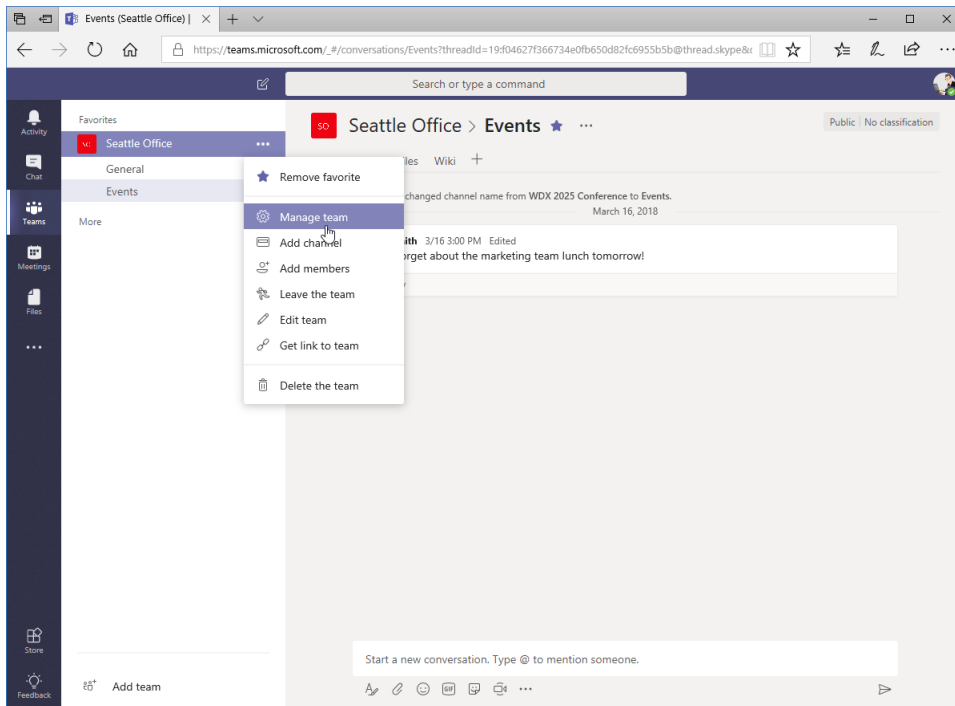 Events (Seattle Office) |
https://teams.microsoft.com/_#/conversations/Events?threadId=19:f04627f366734e0fb650d82fc6955b5b@thread.skype&
Search or type a command
Activity
Chat
Teams
Meetings
Files
Store
Feedback
Favorites
SO Seattle Office
General
Events
More
Add team
Remove favorite
Manage team
Add channel
Add members
Leave the team
Edit team
Get link to team
Delete the team
SO Seattle Office > Events
Public | No classification
Wiki
changed channel name from WDX 2025 Conference to Events.
March 16, 2018
3/16 3:00 PM Edited
about the marketing team lunch tomorrow!
Start a new conversation. Type @ to mention someone.
GIF